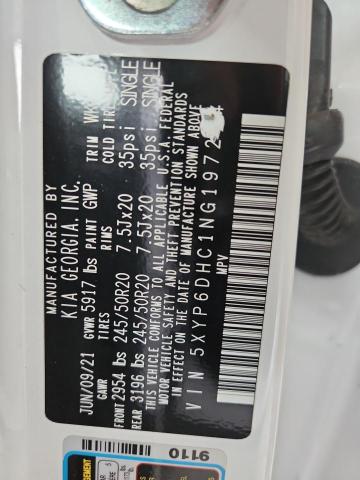 MANUFACTURED BY
KIA GEORGIA, INC.
JUN/09/21 GVWR 5917 lbs PAINT GWP TRIM WK
GAWR TIRES RIMS COLD TIRE
FRONT 2954 lbs 245/50R20 7.5Jx20 35psi SINGLE
REAR 3196 lbs 245/50R20 7.5Jx20 35psi SINGLE
THIS VEHICLE CONFORMS TO ALL APPLICABLE U.S.A. FEDERAL
MOTOR VEHICLE SAFETY AND THEFT PREVENTION STANDARDS
IN EFFECT ON THE DATE OF MANUFACTURE SHOWN ABOVE
VIN 5XYP6DHC1NG1972
MPV
9110